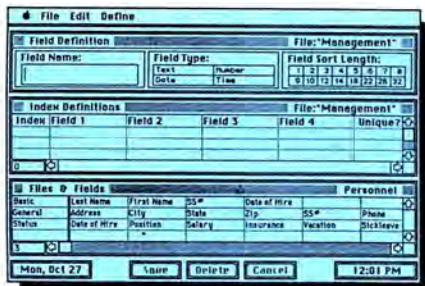 File Edit Define
Field Definition File:"Management"
Field Name: Field Type: Field Sort Length:
Text Number 1 2 3 4 5 6 7 8
Date Time 9 10 12 14 18 22 26 32
Index Definitions File:"Management"
Index Field 1 Field 2 Field 3 Field 4 Unique?
0
Files & Fields Personnel
Basic Last Name First Name SS# Date of Hire
General Address City State Zip SS# Phone
Status Date of Hire Position Salary Insurance Vacation Sickleave
3
Mon, Oct 27 Save Delete Cancel 12:01 PM